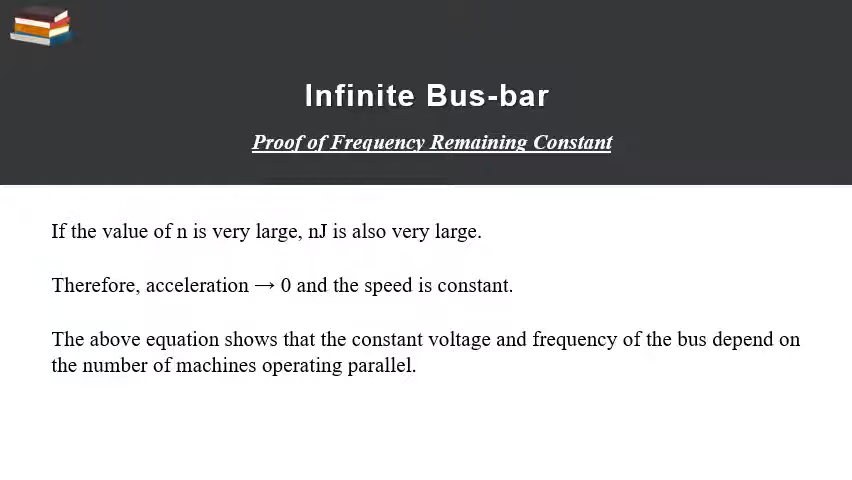 Infinite Bus-bar
Proof of Frequency Remaining Constant
If the value of n is very large, nJ is also very large.
Therefore, acceleration → 0 and the speed is constant.
The above equation shows that the constant voltage and frequency of the bus depend on
the number of machines operating parallel.